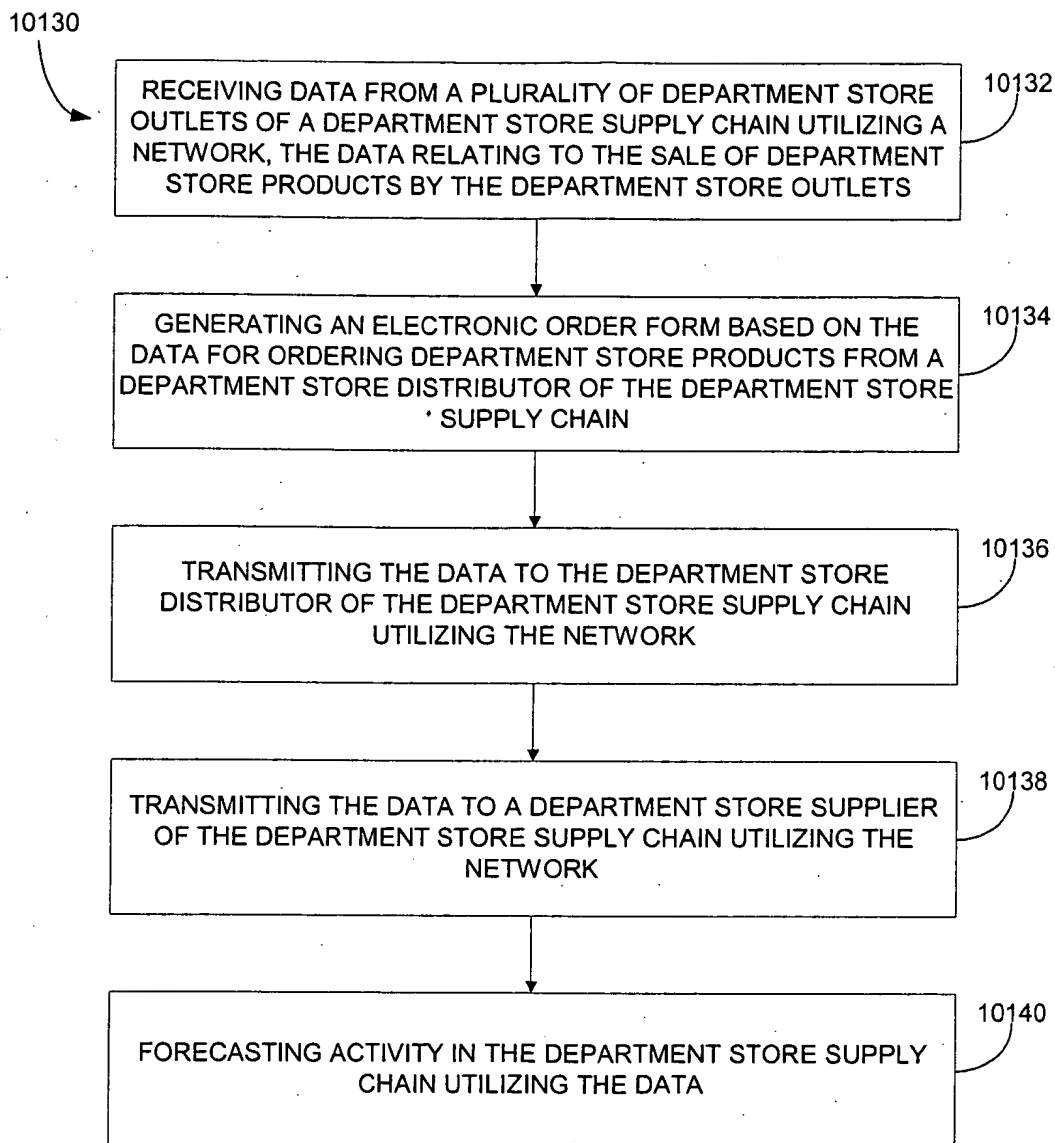 10130
RECEIVING DATA FROM A PLURALITY OF DEPARTMENT STORE
OUTLETS OF A DEPARTMENT STORE SUPPLY CHAIN UTILIZING A
NETWORK, THE DATA RELATING TO THE SALE OF DEPARTMENT
STORE PRODUCTS BY THE DEPARTMENT STORE OUTLETS
10132
GENERATING AN ELECTRONIC ORDER FORM BASED ON THE
DATA FOR ORDERING DEPARTMENT STORE PRODUCTS FROM A
DEPARTMENT STORE DISTRIBUTOR OF THE DEPARTMENT STORE
SUPPLY CHAIN
10134
TRANSMITTING THE DATA TO THE DEPARTMENT STORE
DISTRIBUTOR OF THE DEPARTMENT STORE SUPPLY CHAIN
UTILIZING THE NETWORK
10136
TRANSMITTING THE DATA TO A DEPARTMENT STORE SUPPLIER
OF THE DEPARTMENT STORE SUPPLY CHAIN UTILIZING THE
NETWORK
10138
FORECASTING ACTIVITY IN THE DEPARTMENT STORE SUPPLY
CHAIN UTILIZING THE DATA
10140